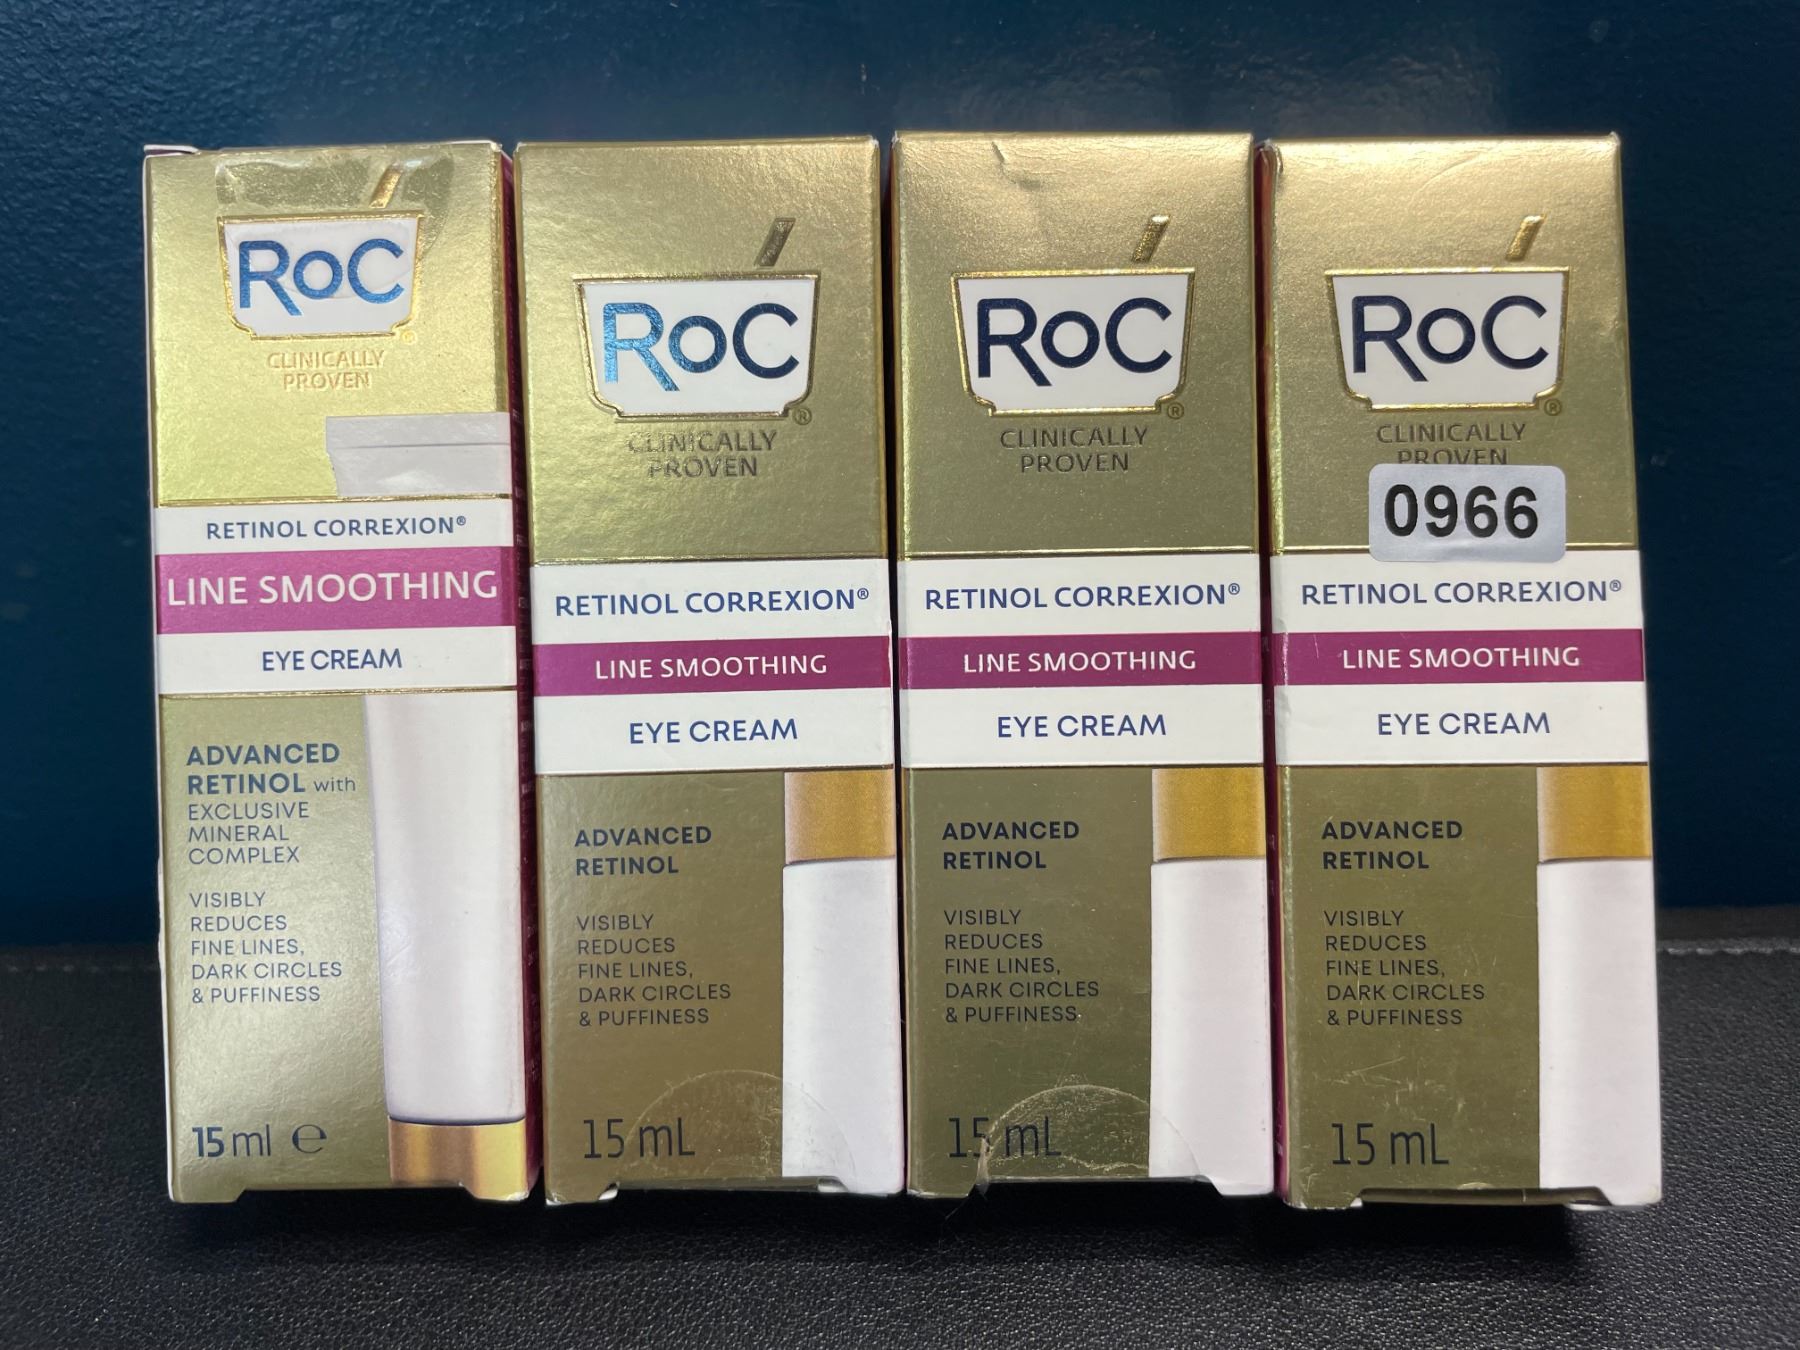 RoC
®
CLINICALLY
PROVEN
RETINOL CORREXION®
LINE SMOOTHING
EYE CREAM
ADVANCED
RETINOL with
EXCLUSIVE
MINERAL
COMPLEX
VISIBLY
REDUCES
FINE LINES,
DARK CIRCLES
& PUFFINESS
15 ml ℮
RoC
®
CLINICALLY
PROVEN
RETINOL CORREXION®
LINE SMOOTHING
EYE CREAM
ADVANCED
RETINOL
VISIBLY
REDUCES
FINE LINES,
DARK CIRCLES
& PUFFINESS
15 mL
RoC
®
CLINICALLY
PROVEN
RETINOL CORREXION®
LINE SMOOTHING
EYE CREAM
ADVANCED
RETINOL
VISIBLY
REDUCES
FINE LINES,
DARK CIRCLES
& PUFFINESS
15 mL
RoC
®
CLINICALLY
PROVEN
0966
RETINOL CORREXION®
LINE SMOOTHING
EYE CREAM
ADVANCED
RETINOL
VISIBLY
REDUCES
FINE LINES,
DARK CIRCLES
& PUFFINESS
15 mL